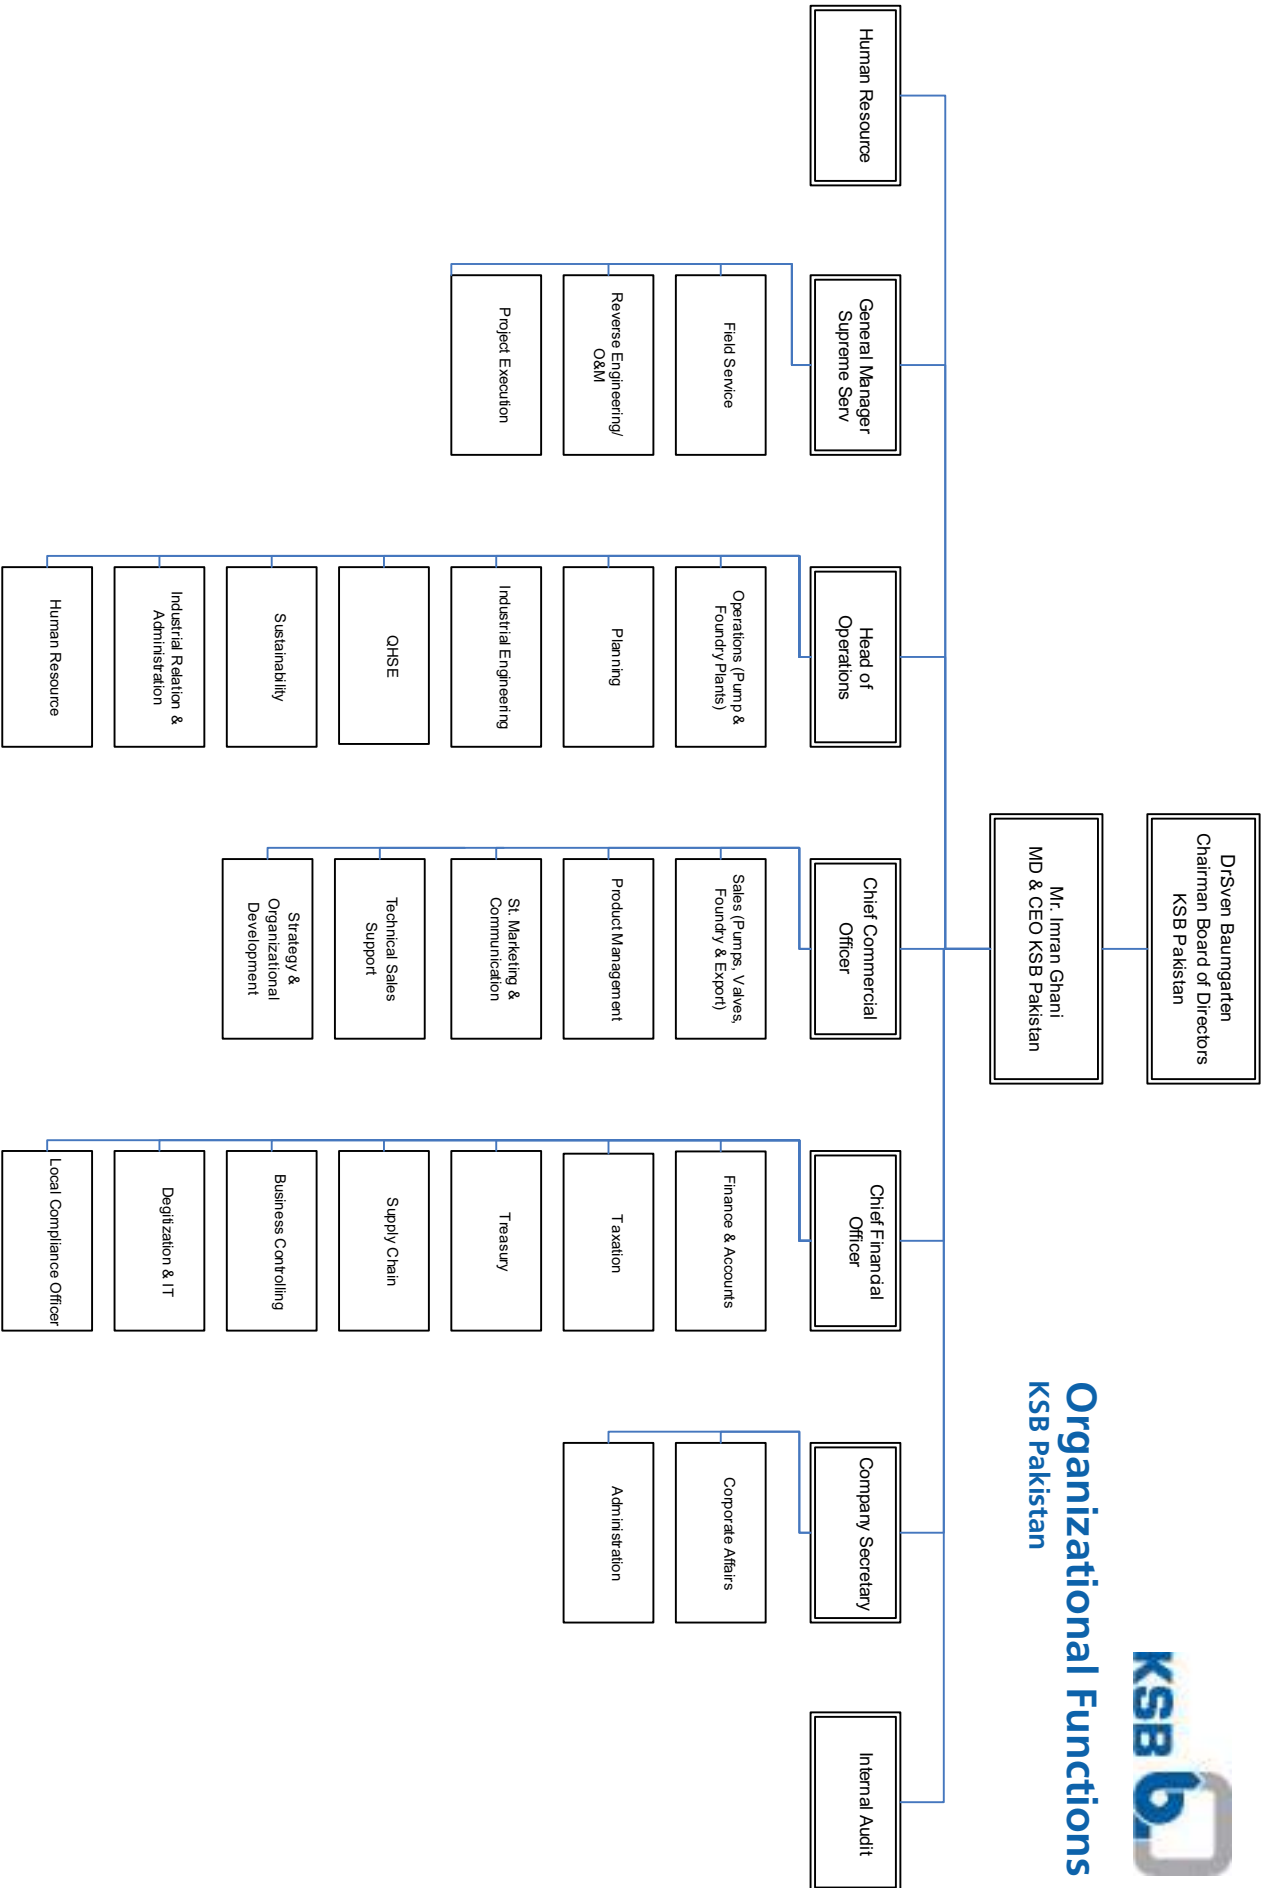 KSB
Organizational Functions
KSB Pakistan
DrSven Baumgarten
Chairman Board of Directors
KSB Pakistan
Mr. Imran Ghani
MD & CEO KSB Pakistan
Human Resource
General Manager
Supreme Serv
Field Service
Reverse Engineering/
O&M
Project Execution
Head of
Operations
Operations (Pump &
Foundry Plants)
Planning
Industrial Engineering
QHSE
Sustainability
Industrial Relation &
Administration
Human Resource
Chief Commercial
Officer
Sales (Pumps, Valves,
Foundry & Export)
Product Management
St. Marketing &
Communication
Technical Sales
Support
Strategy &
Organizational
Development
Chief Financial
Officer
Finance & Accounts
Taxation
Treasury
Supply Chain
Business Controlling
Degitization & IT
Local Compliance Officer
Company Secretary
Corporate Affairs
Administration
Internal Audit